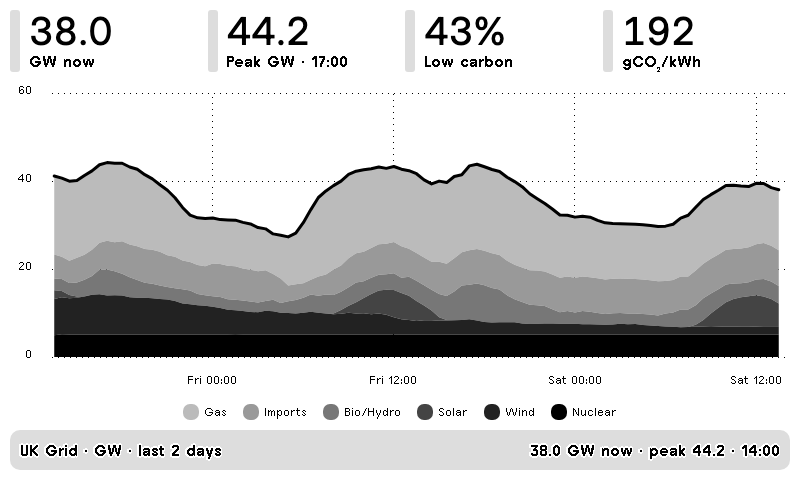 38.0 44.2 43% 192
GW now Peak GW · 17:00 Low carbon gCO₂/kWh
60
40
20
0
Fri 00:00 Fri 12:00 Sat 00:00 Sat 12:00
Gas Imports Bio/Hydro Solar Wind Nuclear
UK Grid · GW · last 2 days 38.0 GW now · peak 44.2 · 14:00